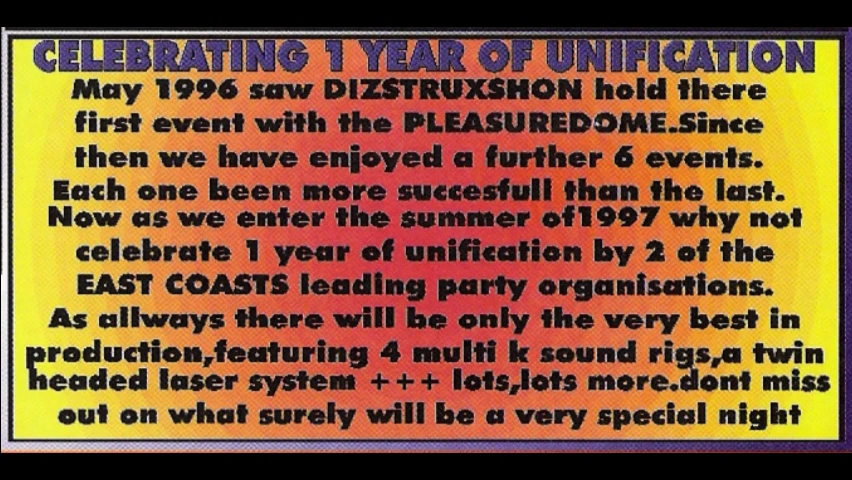 CELEBRATING 1 YEAR OF UNIFICATION
May 1996 saw DIZSTRUXSHON hold there
first event with the PLEASUREDOME.Since
then we have enjoyed a further 6 events.
Each one been more succesfull than the last.
Now as we enter the summer of1997 why not
celebrate 1 year of unification by 2 of the
EAST COASTS leading party organisations.
As allways there will be only the very best in
production,featuring 4 multi k sound rigs,a twin
headed laser system +++ lots,lots more.dont miss
out on what surely will be a very special night